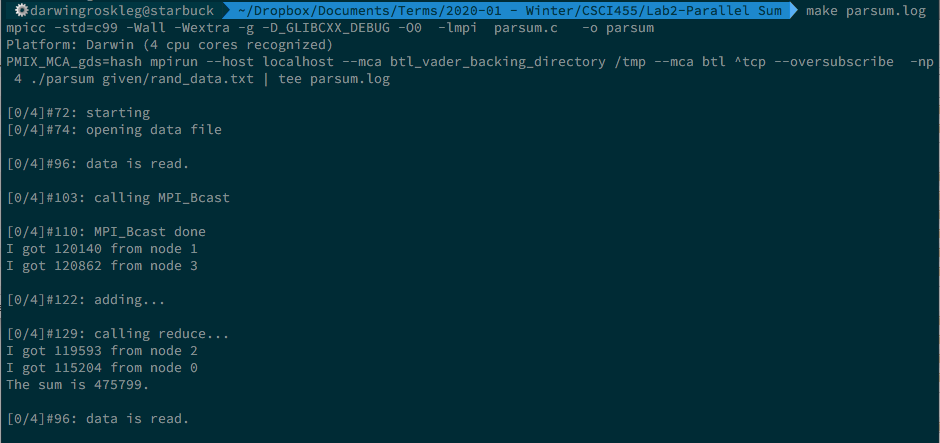 darwingroskleg@starbuck ~/Dropbox/Documents/Terms/2020-01 - Winter/CSCI455/Lab2-Parallel Sum make parsum.log
mpicc -std=c99 -Wall -Wextra -g -D_GLIBCXX_DEBUG -O0 -lmpi parsum.c -o parsum
Platform: Darwin (4 cpu cores recognized)
PMIX_MCA_gds=hash mpirun --host localhost --mca btl_vader_backing_directory /tmp --mca btl ^tcp --oversubscribe -np
4 ./parsum given/rand_data.txt | tee parsum.log
[0/4]#72: starting
[0/4]#74: opening data file
[0/4]#96: data is read.
[0/4]#103: calling MPI_Bcast
[0/4]#110: MPI_Bcast done
I got 120140 from node 1
I got 120862 from node 3
[0/4]#122: adding...
[0/4]#129: calling reduce...
I got 119593 from node 2
I got 115204 from node 0
The sum is 475799.
[0/4]#96: data is read.